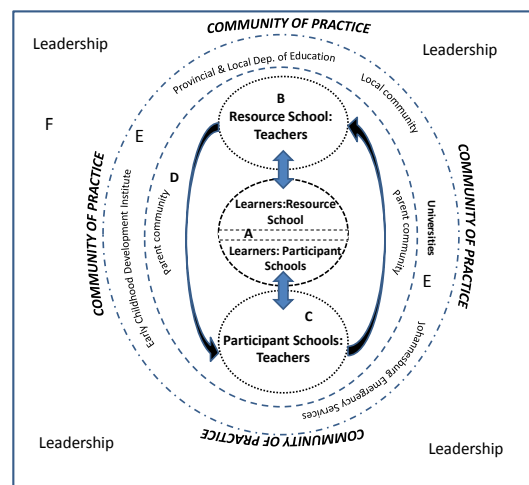 COMMUNITY OF PRACTICE
Leadership
Leadership
Provincial & Local Dep. of Education
Local community
F
E
B
Resource School:
Teachers
COMMUNITY OF PRACTICE
Early Childhood Development Institute
D
Parent community
Learners:Resource
School
A
Learners: Participant
Schools
Parent community
Universities
E
COMMUNITY OF PRACTICE
C
Participant Schools:
Teachers
Johannesburg Emergency Services
COMMUNITY OF PRACTICE
Leadership
Leadership